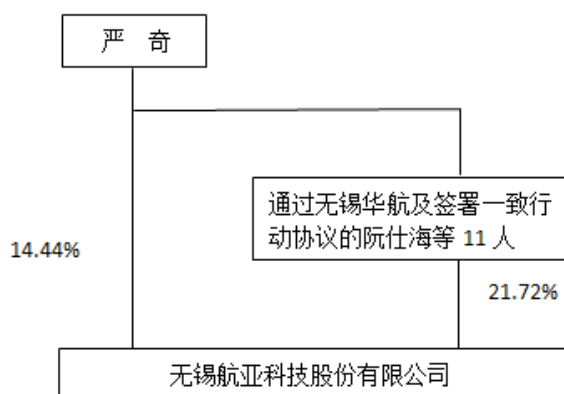 严 奇
通过无锡华航及签署一致行
动协议的阮仕海等 11 人
14.44%
21.72%
无锡航亚科技股份有限公司